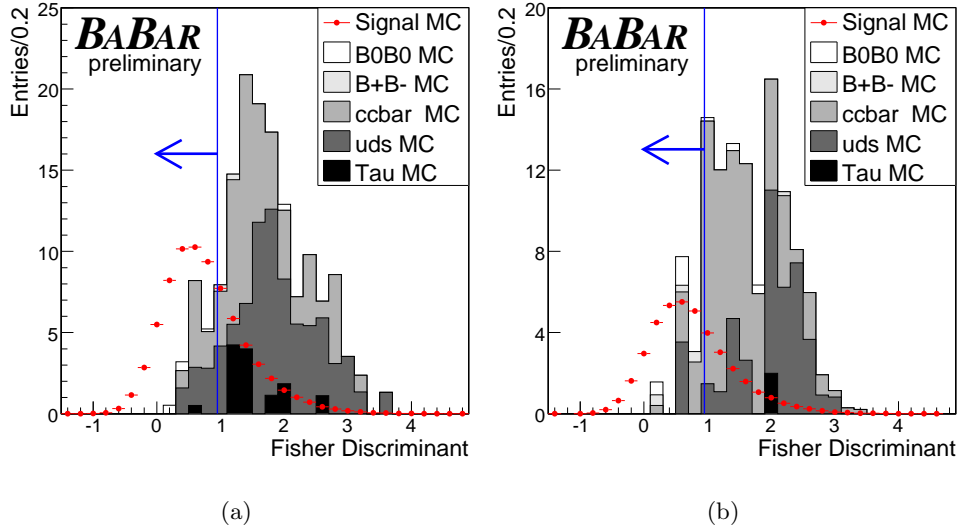 Entries/0.2
25
20
15
10
5
0
BABAR
preliminary
Signal MC
B0B0 MC
B+B- MC
ccbar MC
uds MC
Tau MC
-1 0 1 2 3 4
Fisher Discriminant
(a)
Entries/0.2
20
16
12
8
4
0
BABAR
preliminary
Signal MC
B0B0 MC
B+B- MC
ccbar MC
uds MC
Tau MC
-1 0 1 2 3 4
Fisher Discriminant
(b)